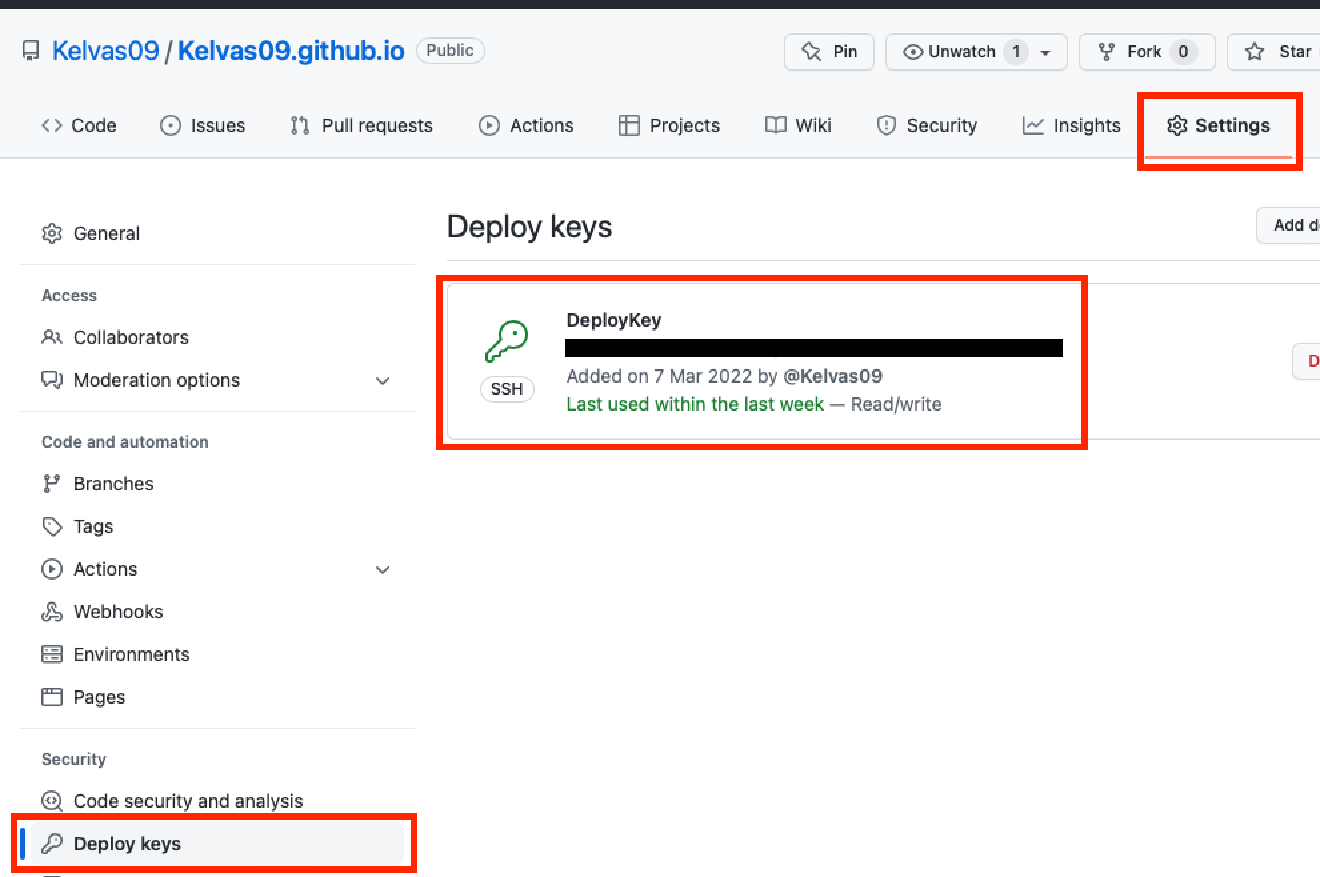 Kelvas09 / Kelvas09.github.io Public
Pin
Unwatch 1
Fork 0
Star
Code
Issues
Pull requests
Actions
Projects
Wiki
Security
Insights
Settings
General
Access
Collaborators
Moderation options
Code and automation
Branches
Tags
Actions
Webhooks
Environments
Pages
Security
Code security and analysis
Deploy keys
Deploy keys
Add
SSH
DeployKey
Added on 7 Mar 2022 by @Kelvas09
Last used within the last week — Read/write